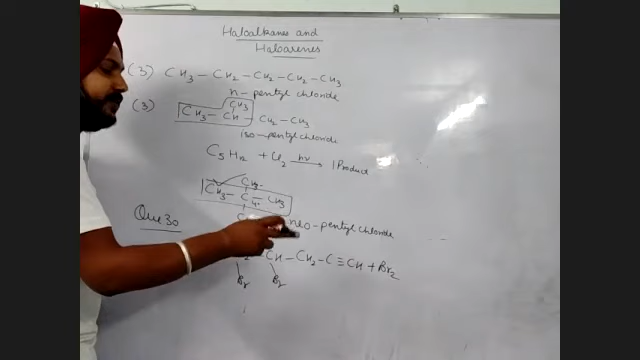 Haloalkanes and
Haloarenes
(3) CH3 – CH2 – CH2 – CH2 – CH3
n – pentyl chloride
(3) CH3
CH3 – CH – CH2 – CH3
iso – pentyl chloride
C5H12 + Cl2 hv → 1 Product
CH3
CH3 – C – CH3
neo – pentyl chloride
Que 30
CH – CH2 – C ≡ CH + Br2
Br Br